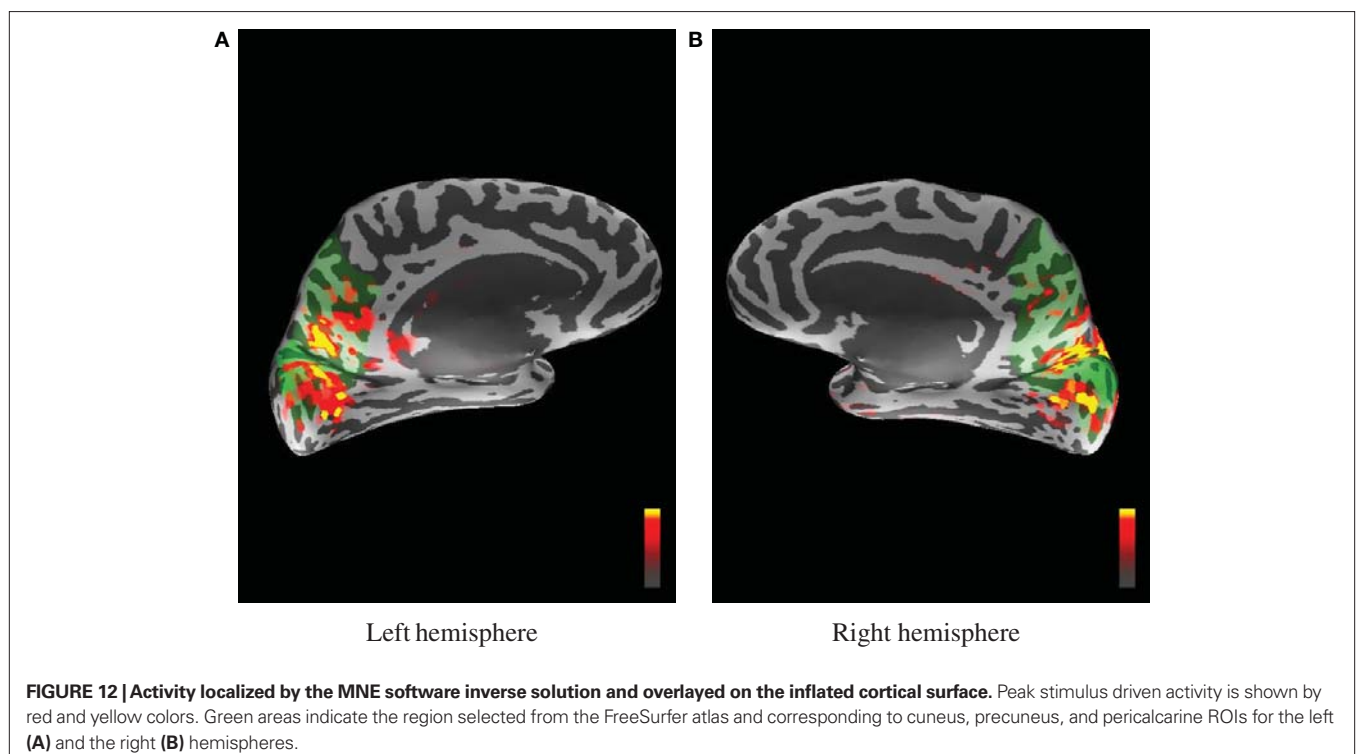 A
B
Left hemisphere
Right hemisphere
FIGURE 12 | Activity localized by the MNE software inverse solution and overlayed on the inflated cortical surface. Peak stimulus driven activity is shown by
red and yellow colors. Green areas indicate the region selected from the FreeSurfer atlas and corresponding to cuneus, precuneus, and pericalcarine ROIs for the left
(A) and the right (B) hemispheres.